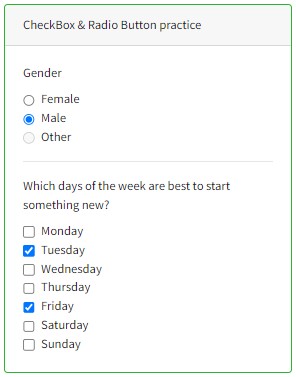 CheckBox & Radio Button practice
Gender
Female
Male
Other
Which days of the week are best to start
something new?
Monday
Tuesday
Wednesday
Thursday
Friday
Saturday
Sunday